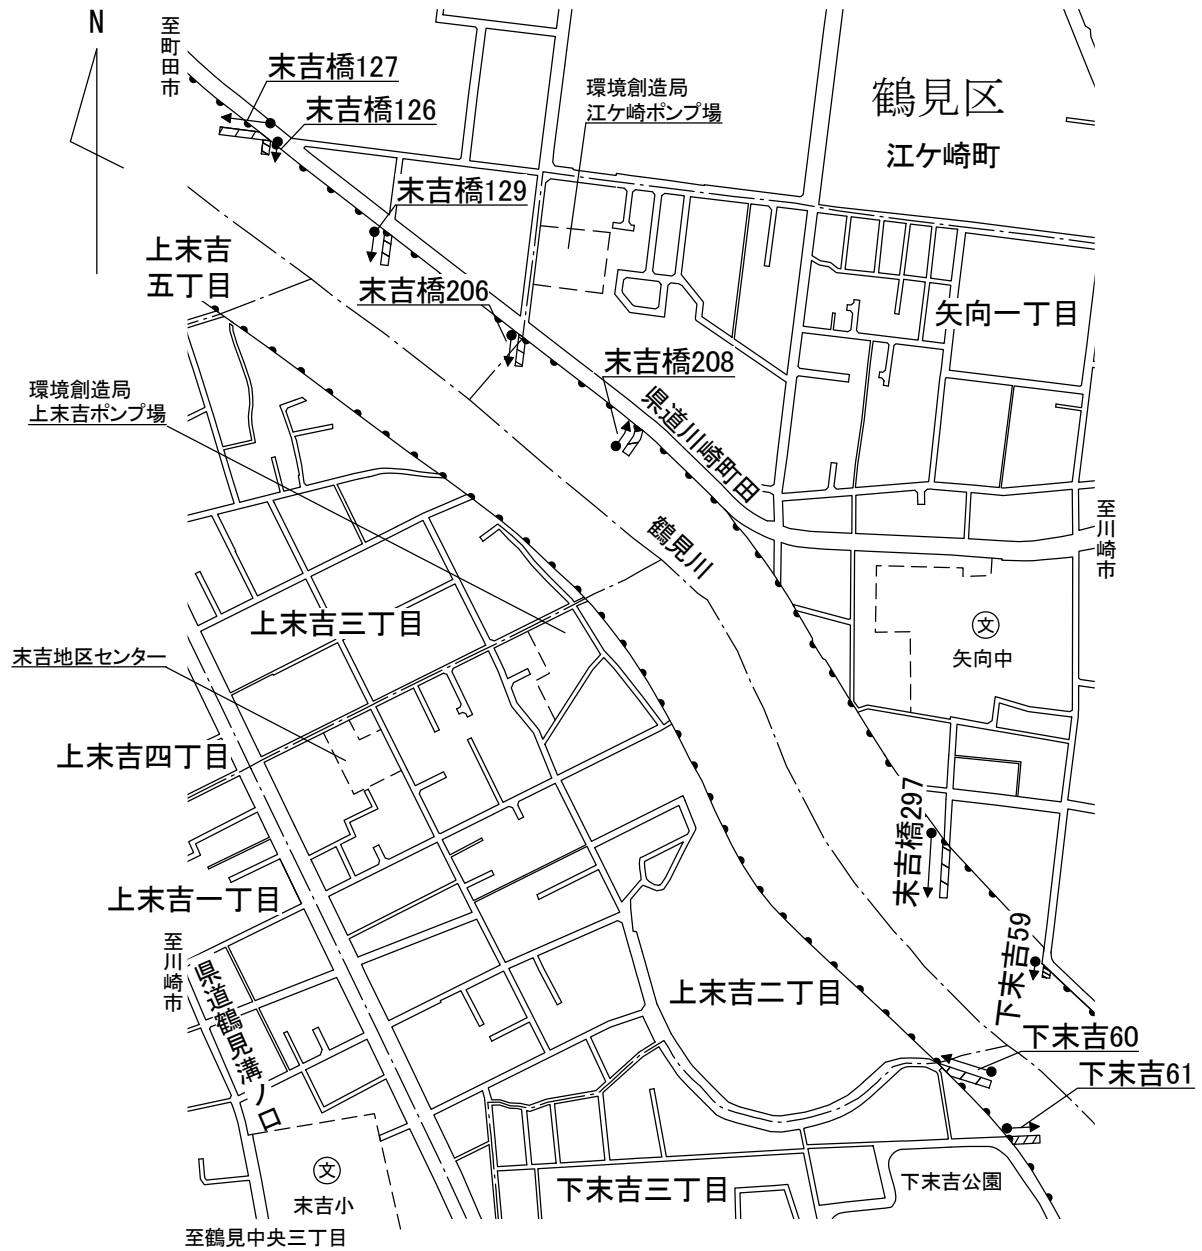 N
至町田市
末吉橋127
末吉橋126
環境創造局
江ケ崎ポンプ場
鶴見区
江ケ崎町
末吉橋129
上末吉
五丁目
末吉橋206
矢向一丁目
末吉橋208
環境創造局
上末吉ポンプ場
県道川崎町田
至川崎市
鶴見川
上末吉三丁目
文
矢向中
末吉地区センター
上末吉四丁目
末吉橋297
上末吉一丁目
下末吉59
至川崎市
県道鶴見溝ノ口
上末吉二丁目
下末吉60
下末吉61
文
末吉小
下末吉三丁目
下末吉公園
至鶴見中央三丁目